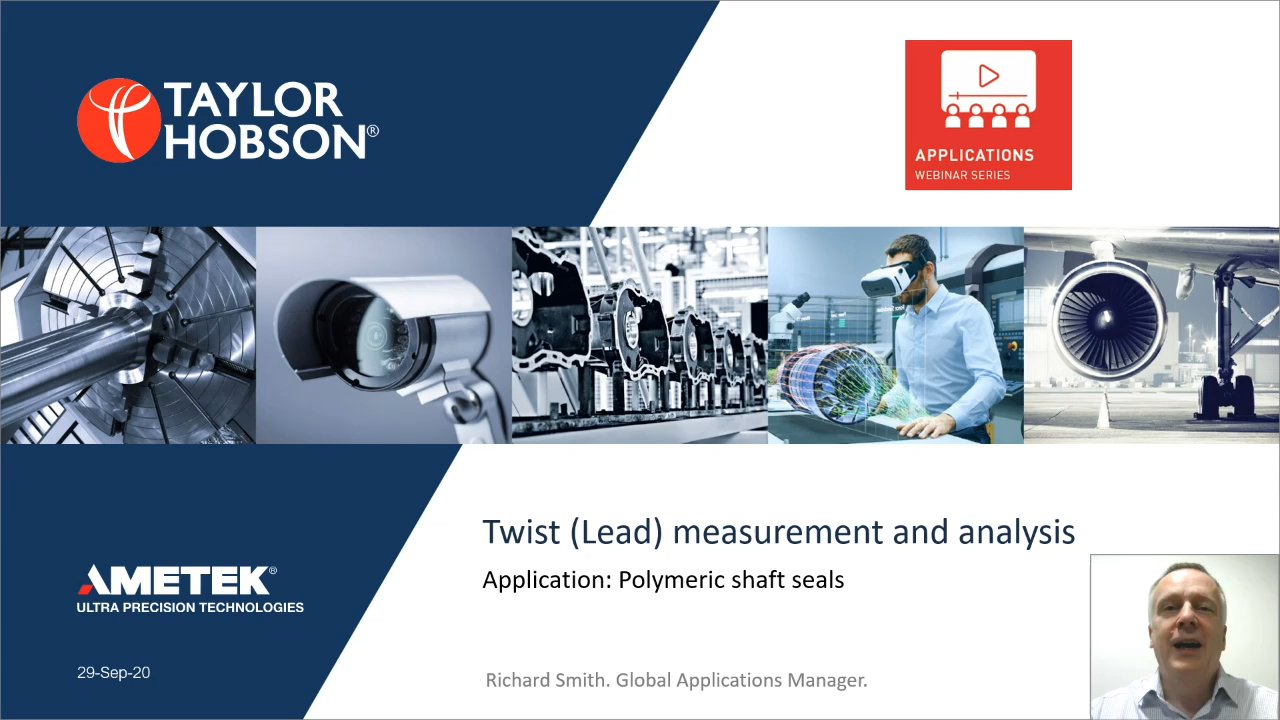 TAYLOR
HOBSON®
APPLICATIONS
WEBINAR SERIES
Twist (Lead) measurement and analysis
Application: Polymeric shaft seals
AMETEK®
ULTRA PRECISION TECHNOLOGIES
29-Sep-20
Richard Smith. Global Applications Manager.